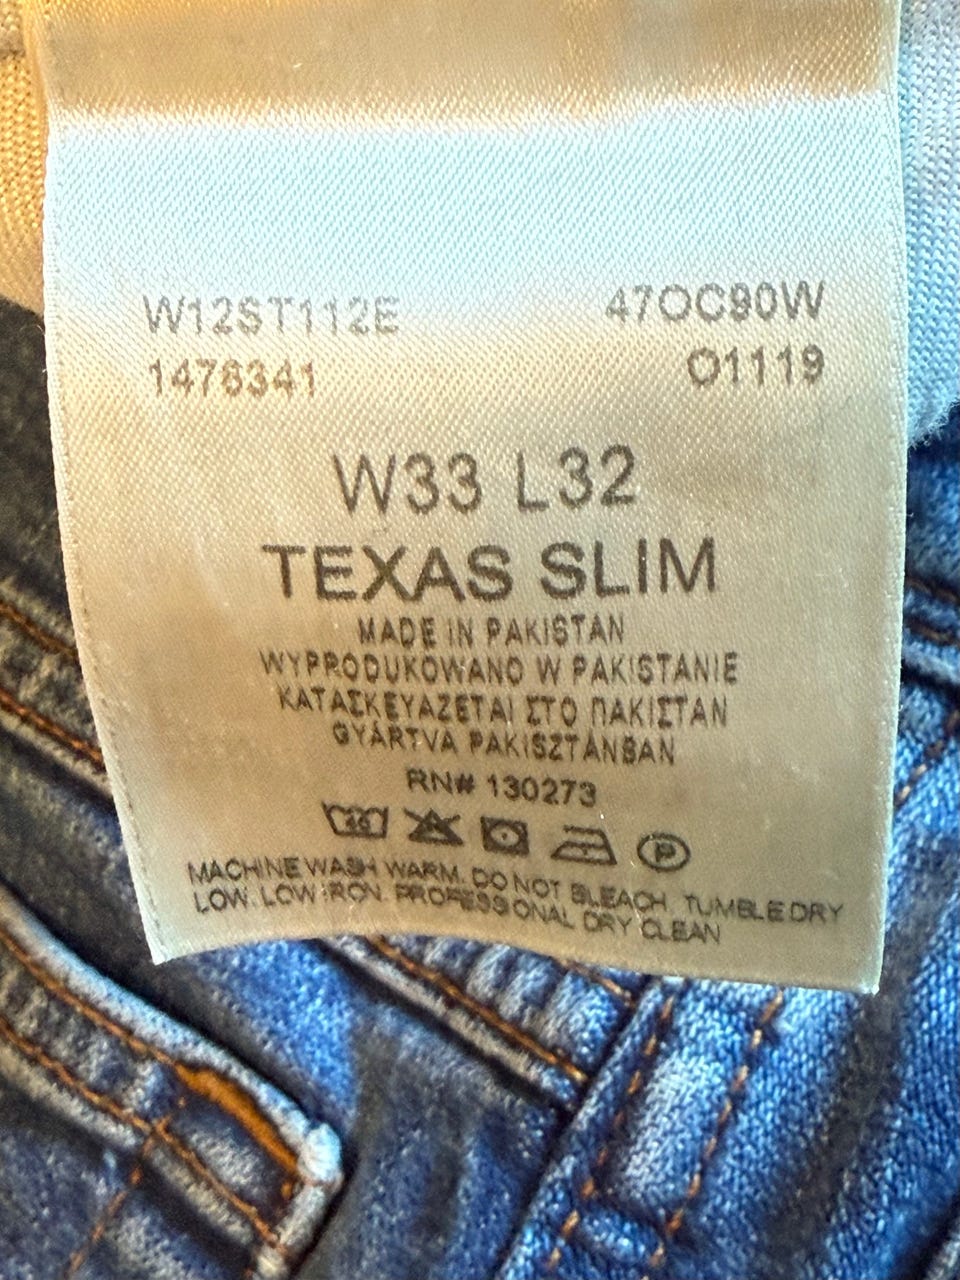 W12ST112E 47OC90W
1476341 O1119
W33 L32
TEXAS SLIM
MADE IN PAKISTAN
WYPRODUKOWANO W PAKISTANIE
ΚΑΤΑΣΚΕΥΑΖΕΤΑΙ ΣΤΟ ΠΑΚΙΣΤΑΝ
GYÁRTVA PAKISZTÁNBAN
RN# 130273
40 P
MACHINE WASH WARM. DO NOT BLEACH. TUMBLE DRY
LOW. LOW IRON. PROFESSIONAL DRY CLEAN